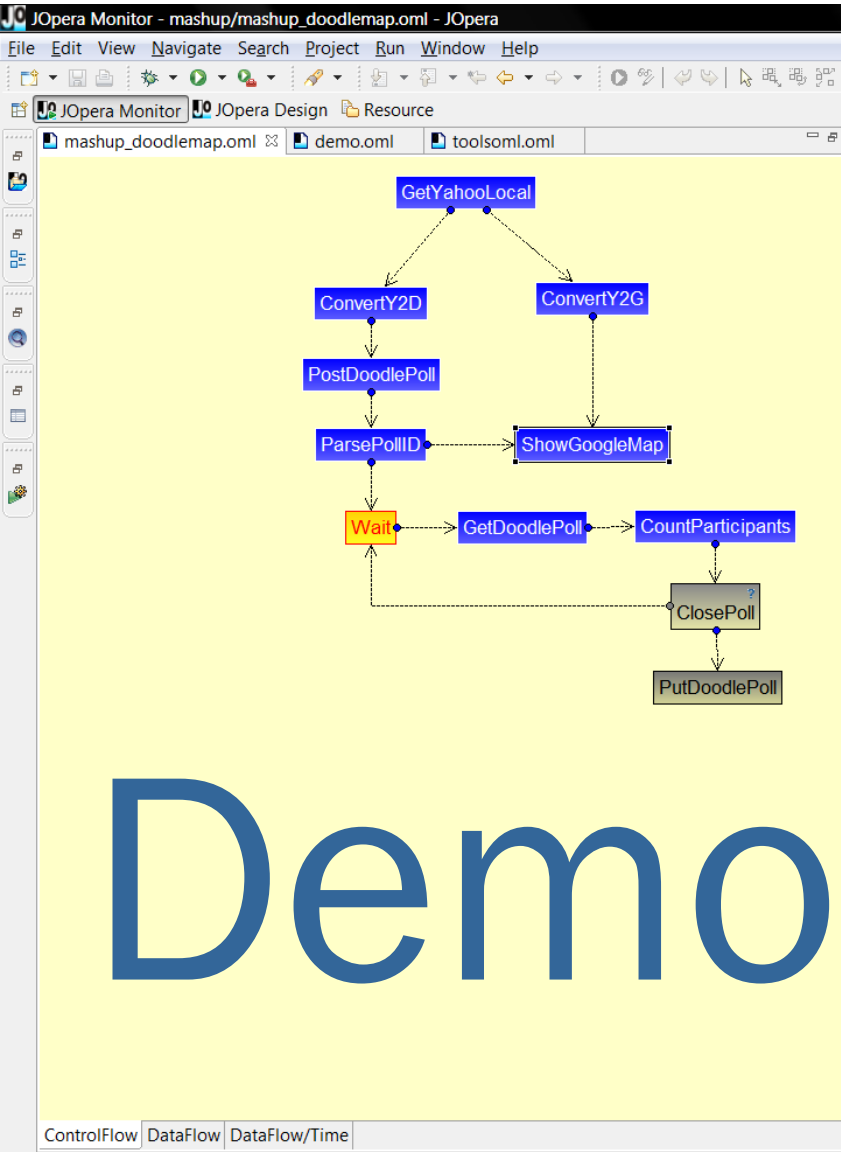 JOpera Monitor - mashup/mashup_doodlemap.oml - JOpera
File Edit View Navigate Search Project Run Window Help
JOpera Monitor JOpera Design Resource
mashup_doodlemap.oml demo.oml toolsoml.oml
GetYahooLocal
ConvertY2D ConvertY2G
PostDoodlePoll
ParsePollID ShowGoogleMap
Wait GetDoodlePoll CountParticipants
?
ClosePoll
PutDoodlePoll
Demo
ControlFlow DataFlow DataFlow/Time